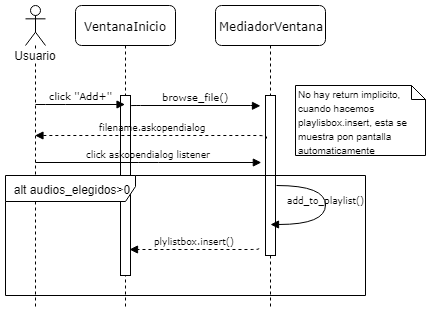 VentanaInicio
MediadorVentana
Usuario
click "Add+"
browse_file()
No hay return implicito,
cuando hacemos
playlisbox.insert, esta se
muestra pon pantalla
automaticamente
filename.askopendialog
click askopendialog listener
alt audios_elegidos>0
add_to_playlist()
plylistbox.insert()